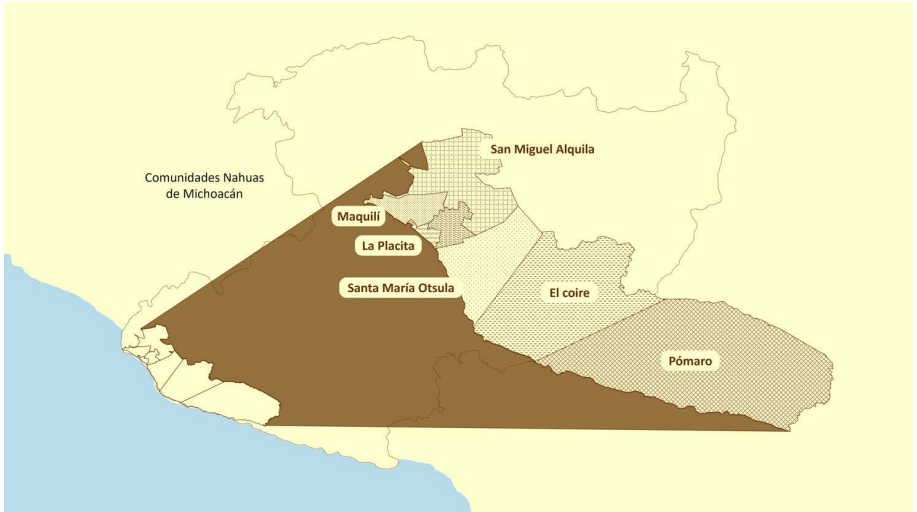 San Miguel Alquila
Comunidades Nahuas
de Michoacán
Maquilí
La Placita
Santa María Otsula
El coire
Pómaro